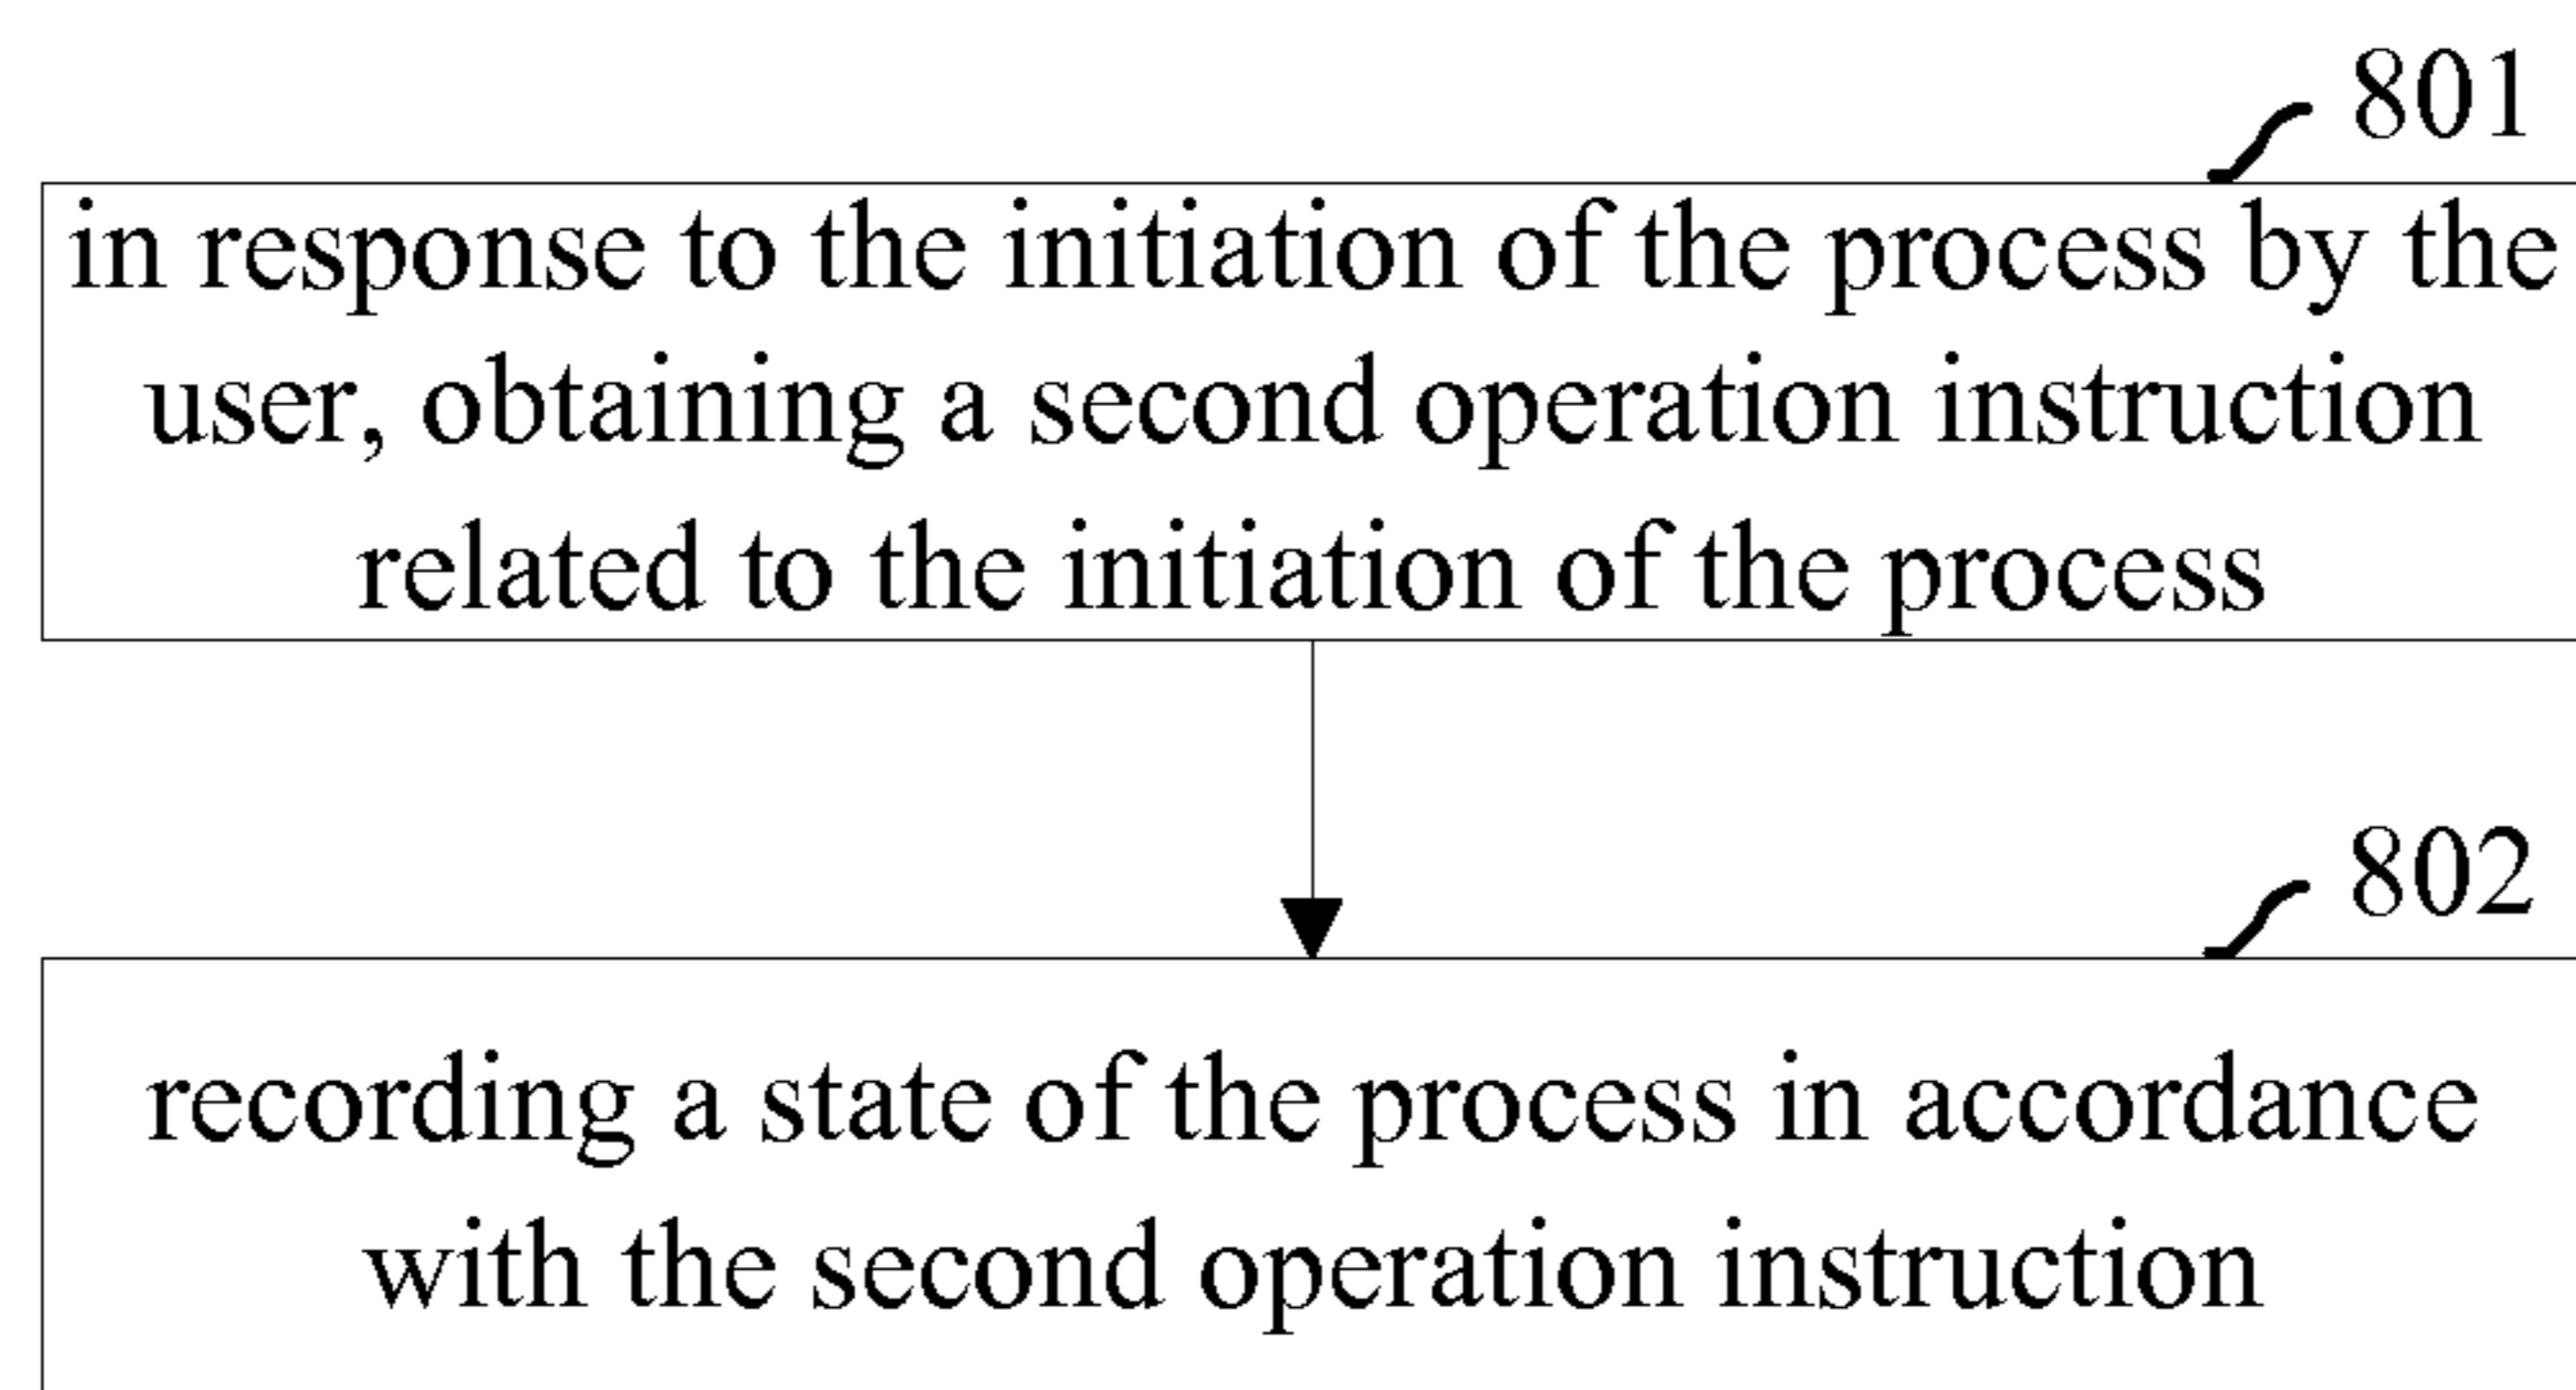 801
in response to the initiation of the process by the
user, obtaining a second operation instruction
related to the initiation of the process
802
recording a state of the process in accordance
with the second operation instruction